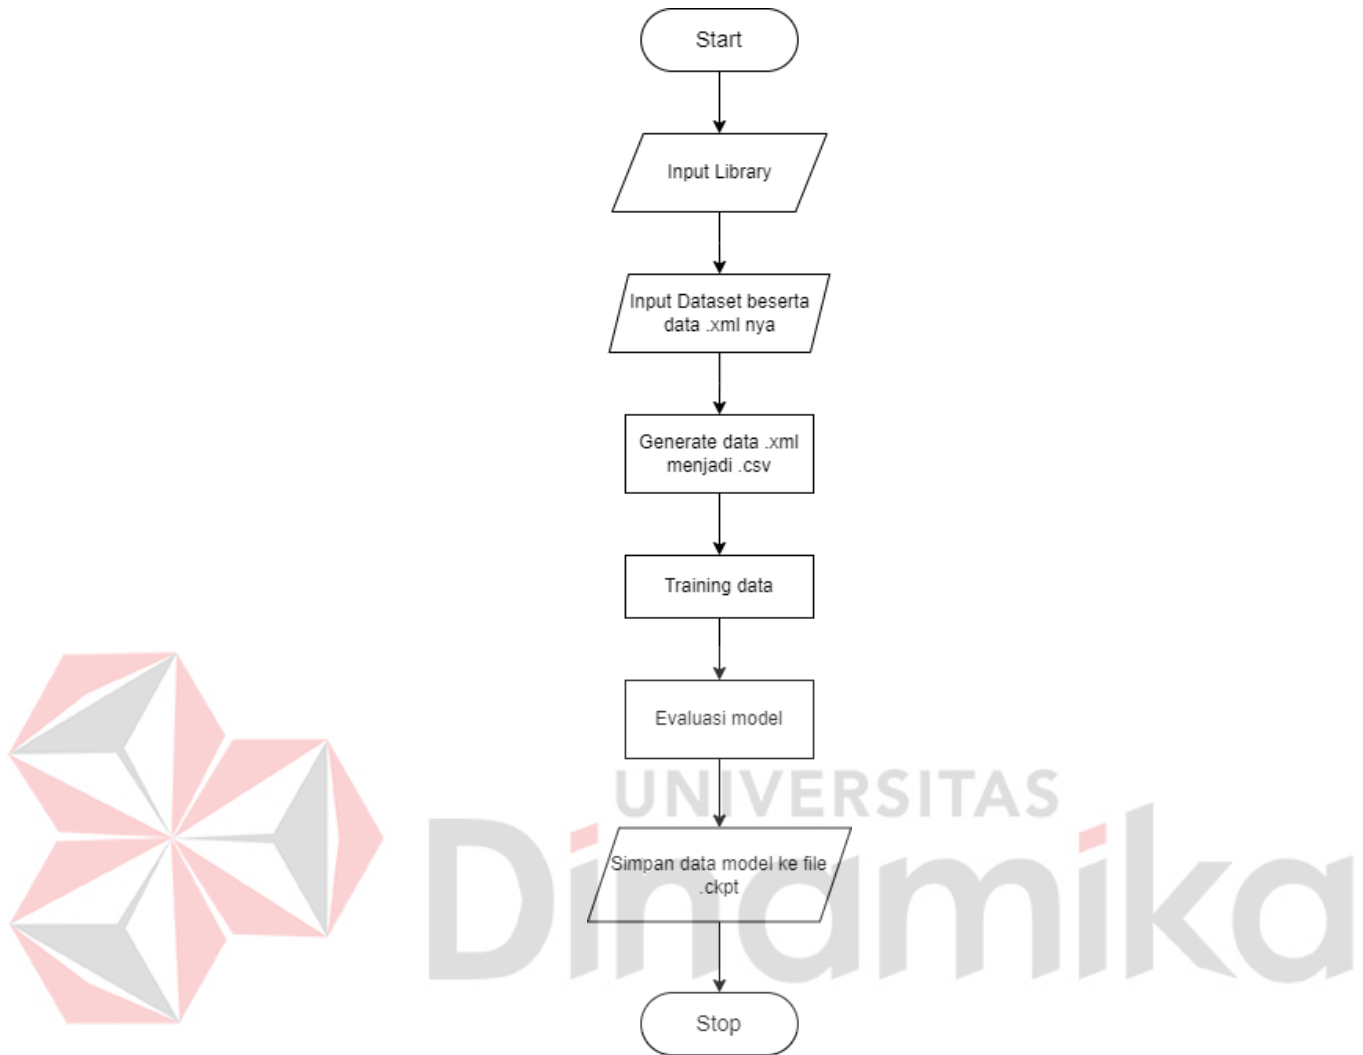 Start
Input Library
Input Dataset beserta
data .xml nya
Generate data .xml
menjadi .csv
Training data
Evaluasi model
UNIVERSITAS
Dinamika
Simpan data model ke file
.ckpt
Stop